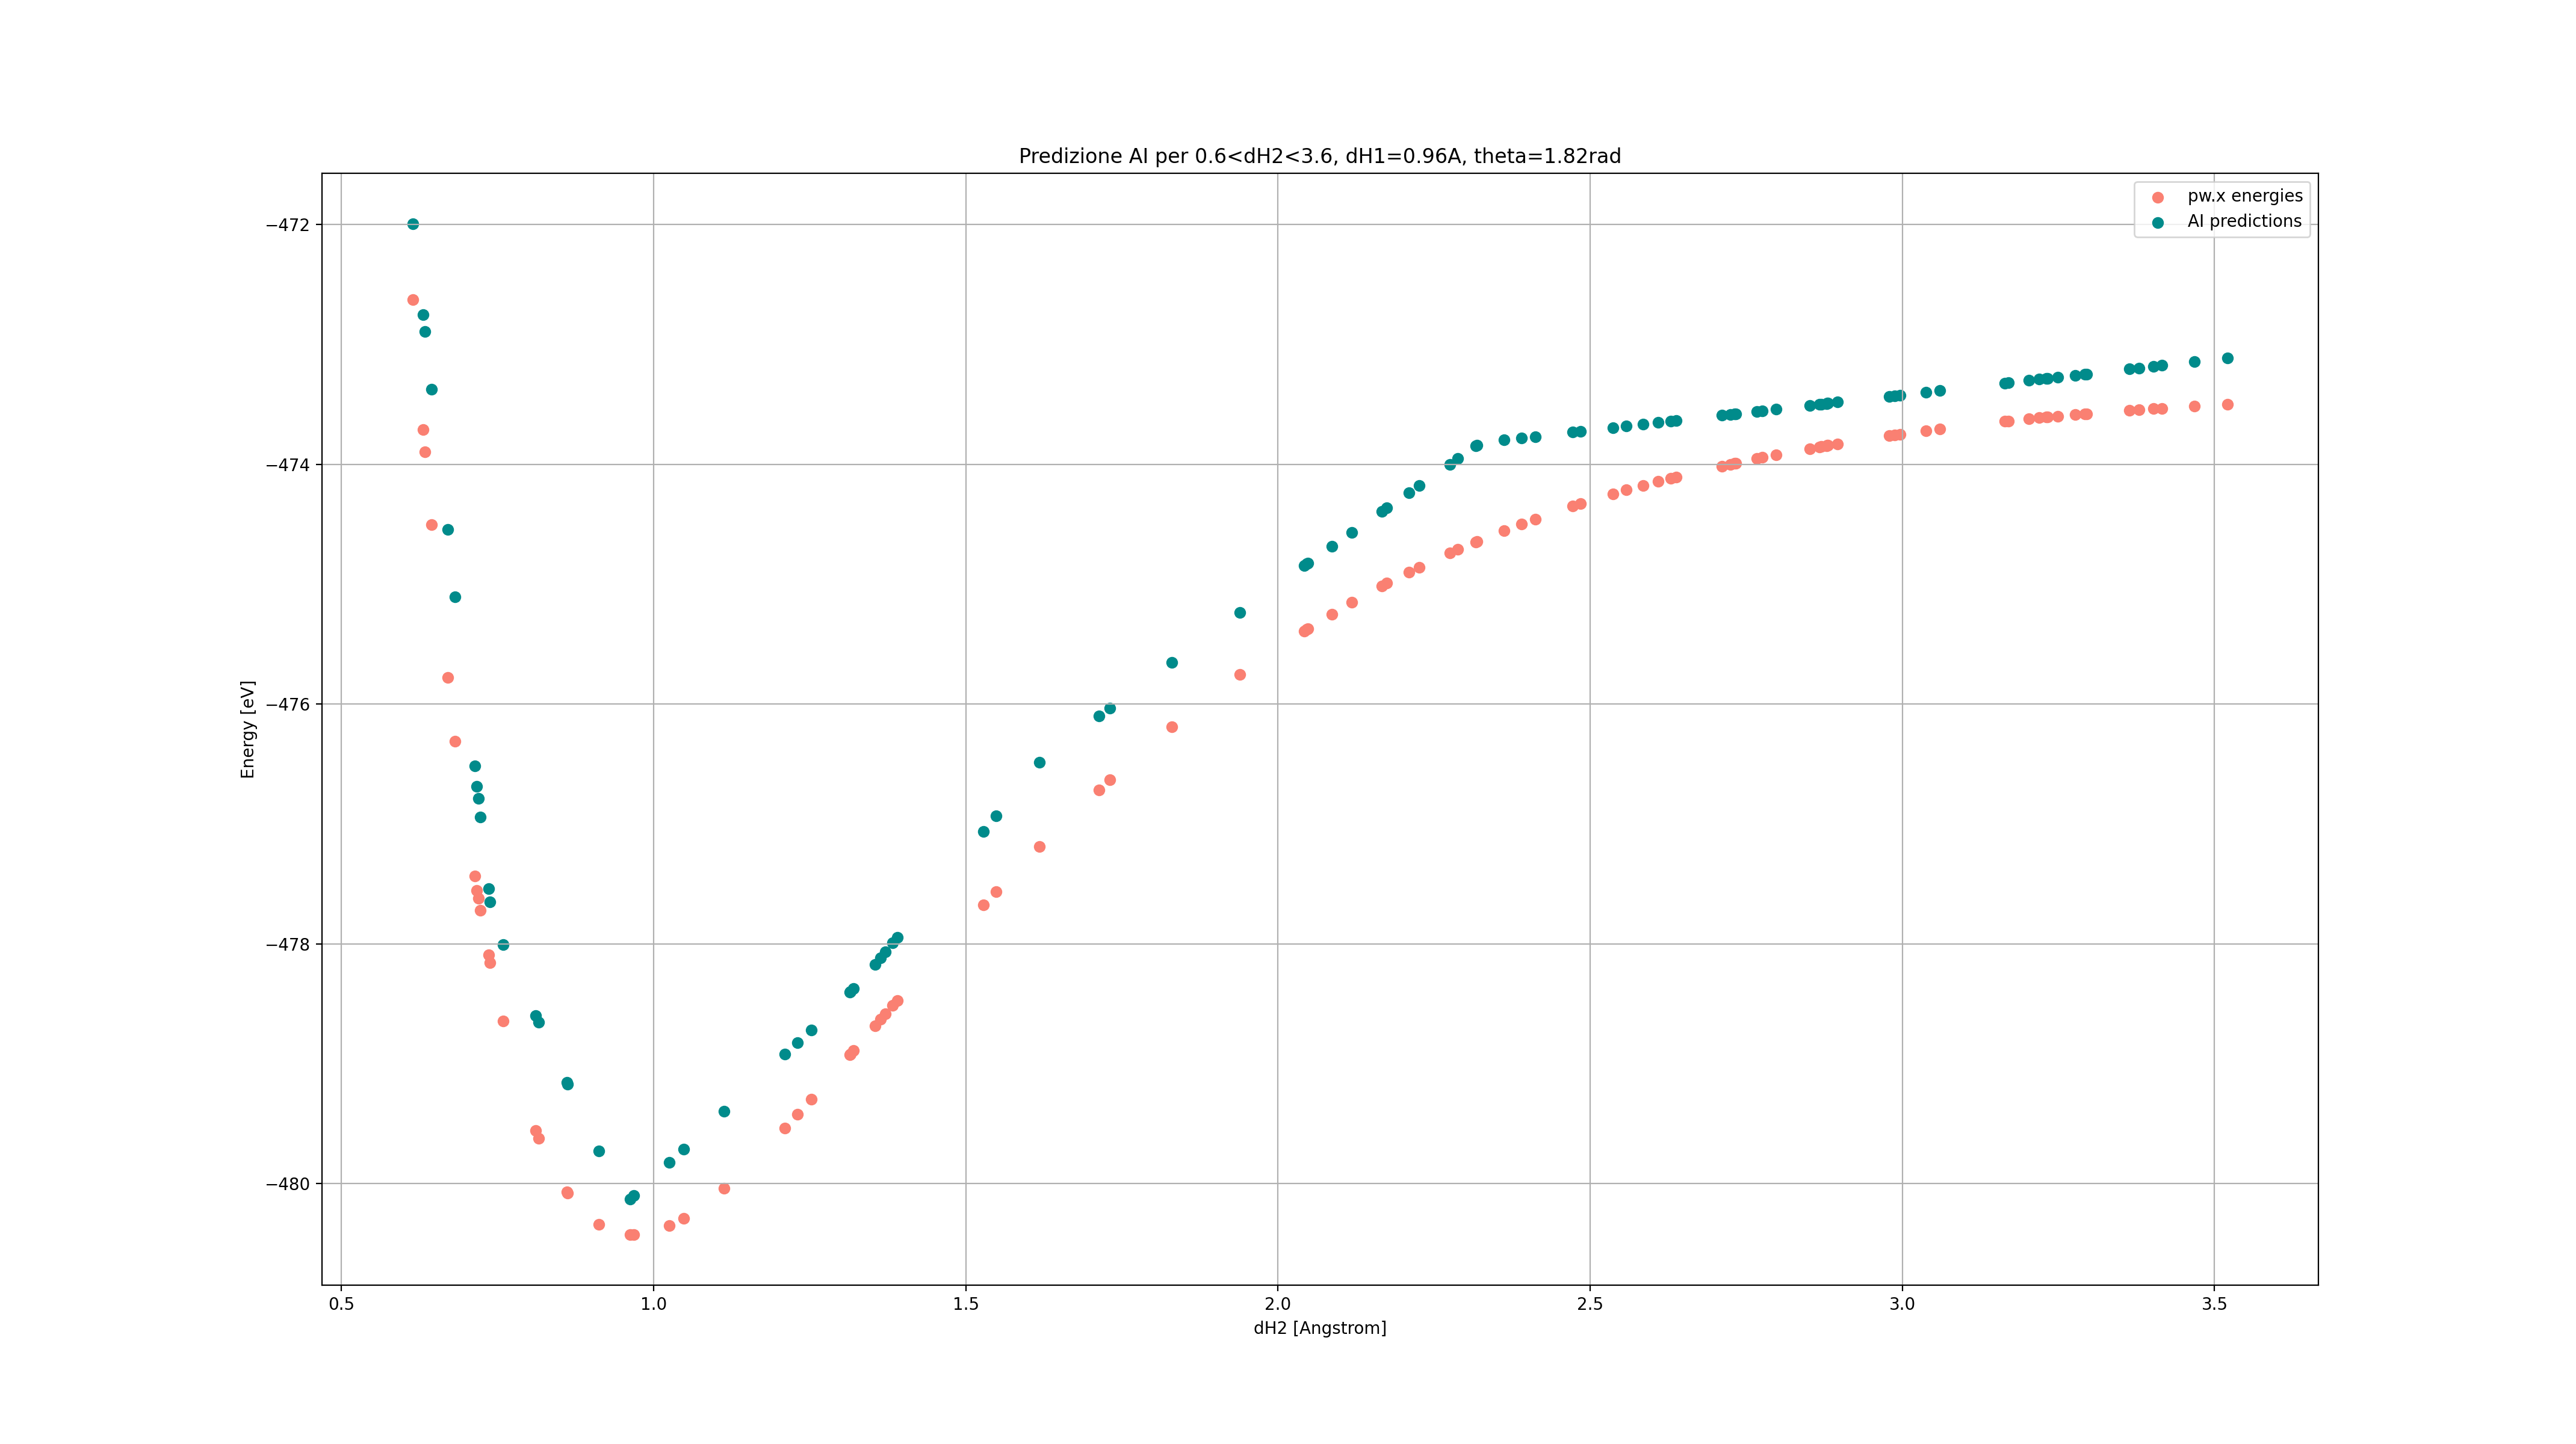 Predizione AI per 0.6<dH2<3.6, dH1=0.96A, theta=1.82rad
pw.x energies
AI predictions
−472
−474
−476
−478
−480
Energy [eV]
0.5 1.0 1.5 2.0 2.5 3.0 3.5
dH2 [Angstrom]